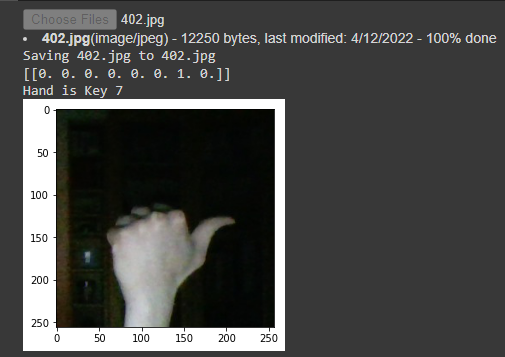 Choose Files 402.jpg
• 402.jpg(image/jpeg) - 12250 bytes, last modified: 4/12/2022 - 100% done
Saving 402.jpg to 402.jpg
[[0. 0. 0. 0. 0. 0. 1. 0.]]
Hand is Key 7
0
50
100
150
200
250
0 50 100 150 200 250